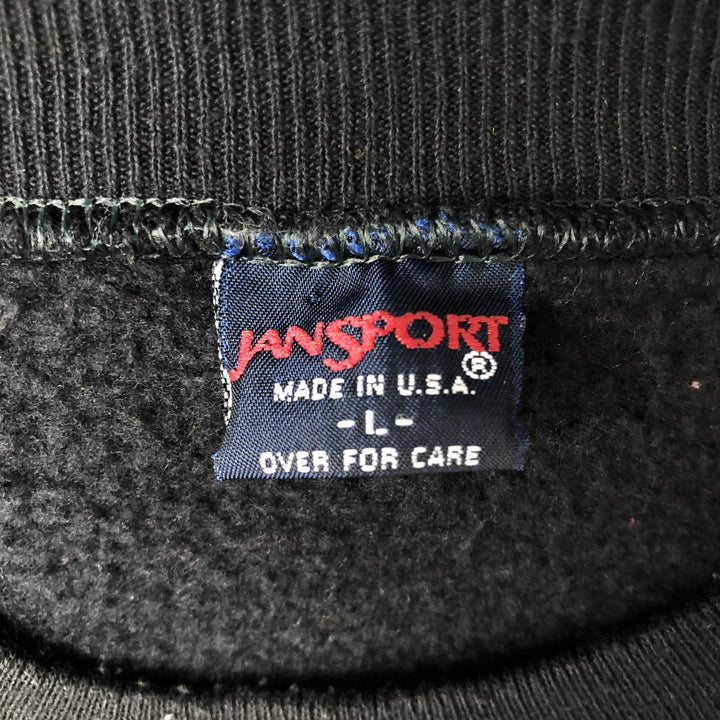 JANSPORT®
MADE IN U.S.A.
- L -
OVER FOR CARE